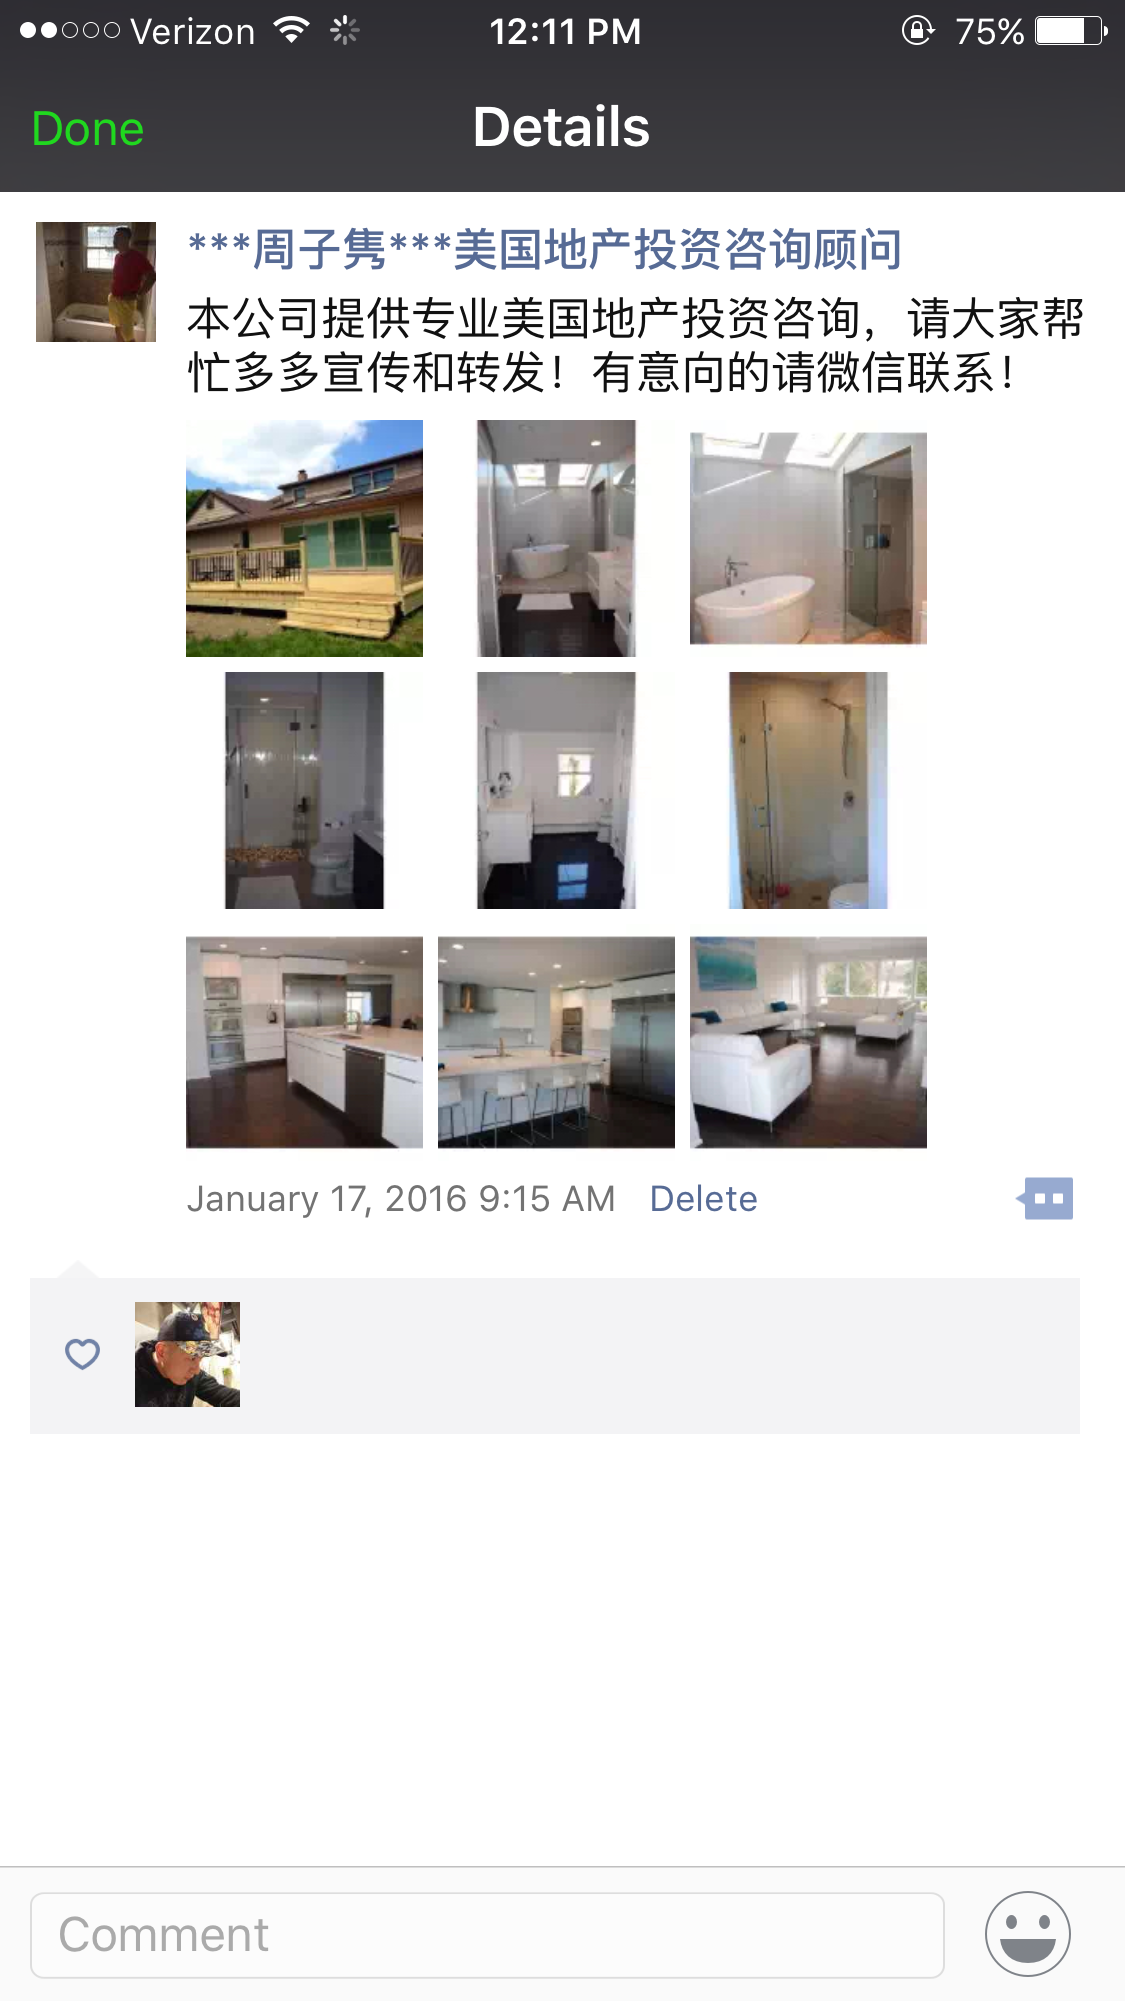 Verizon 12:11 PM 75%
Done Details
***周子隽***美国地产投资咨询顾问
本公司提供专业美国地产投资咨询，请大家帮
忙多多宣传和转发！有意向的请微信联系！
January 17, 2016 9:15 AM Delete
Comment